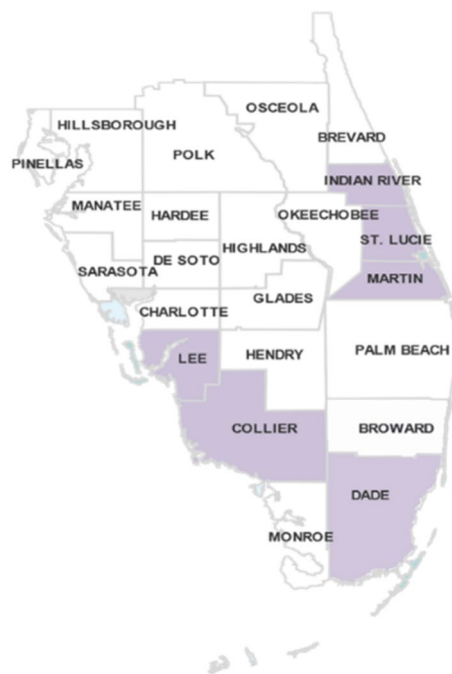 OSCEOLA
HILLSBOROUGH
BREVARD
POLK
PINELLAS
INDIAN RIVER
MANATEE
HARDEE
OKEECHOBEE
ST. LUCIE
HIGHLANDS
DE SOTO
SARASOTA
MARTIN
GLADES
CHARLOTTE
PALM BEACH
LEE
HENDRY
COLLIER
BROWARD
DADE
MONROE